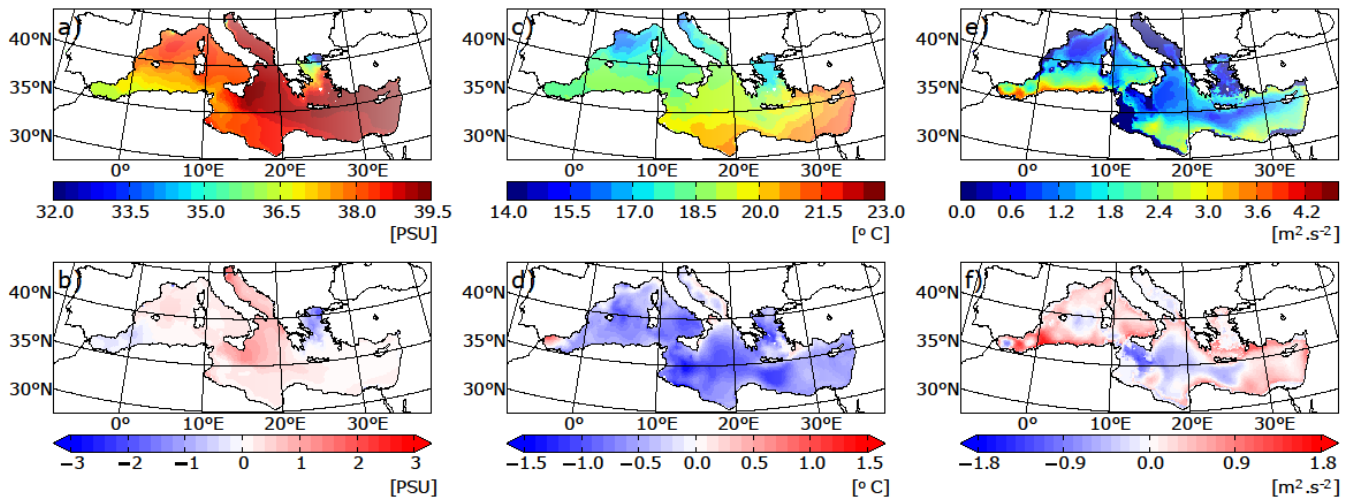 a) c) e)
40ºN 40ºN 40ºN
35ºN 35ºN 35ºN
30ºN 30ºN 30ºN
0º 10ºE 20ºE 30ºE 0º 10ºE 20ºE 30ºE 0º 10ºE 20ºE 30ºE
32.0 33.5 35.0 36.5 38.0 39.5 14.0 15.5 17.0 18.5 20.0 21.5 23.0 0.0 0.6 1.2 1.8 2.4 3.0 3.6 4.2
[PSU] [º C] [m².s⁻²]
b) d) f)
40ºN 40ºN 40ºN
35ºN 35ºN 35ºN
30ºN 30ºN 30ºN
0º 10ºE 20ºE 30ºE 0º 10ºE 20ºE 30ºE 0º 10ºE 20ºE 30ºE
−3 −2 −1 0 1 2 3 −1.5 −1.0 −0.5 0.0 0.5 1.0 1.5 −1.8 −0.9 0.0 0.9 1.8
[PSU] [º C] [m².s⁻²]